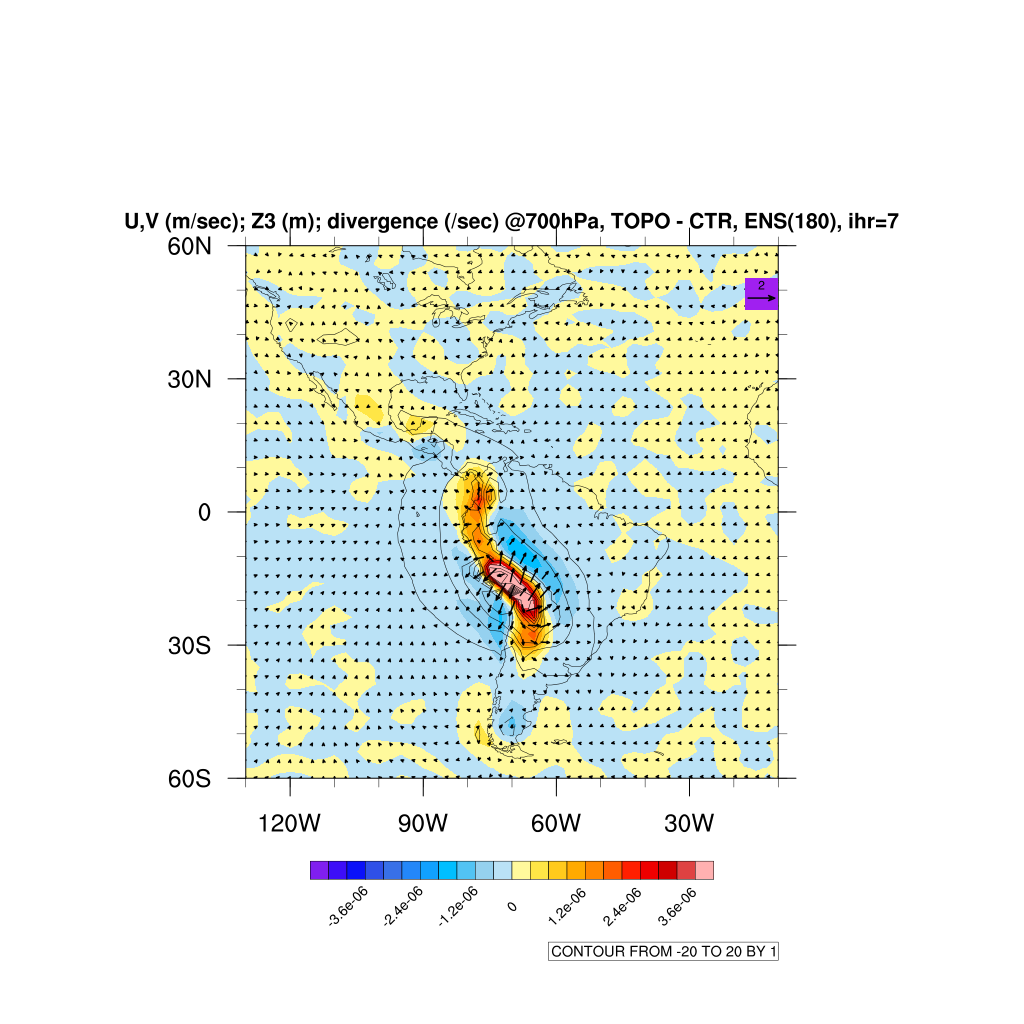 U,V (m/sec); Z3 (m); divergence (/sec) @700hPa, TOPO - CTR, ENS(180), ihr=7
60N
2
30N
0
30S
60S
120W 90W 60W 30W
-3.6e-06 -2.4e-06 -1.2e-06 0 1.2e-06 2.4e-06 3.6e-06
CONTOUR FROM -20 TO 20 BY 1